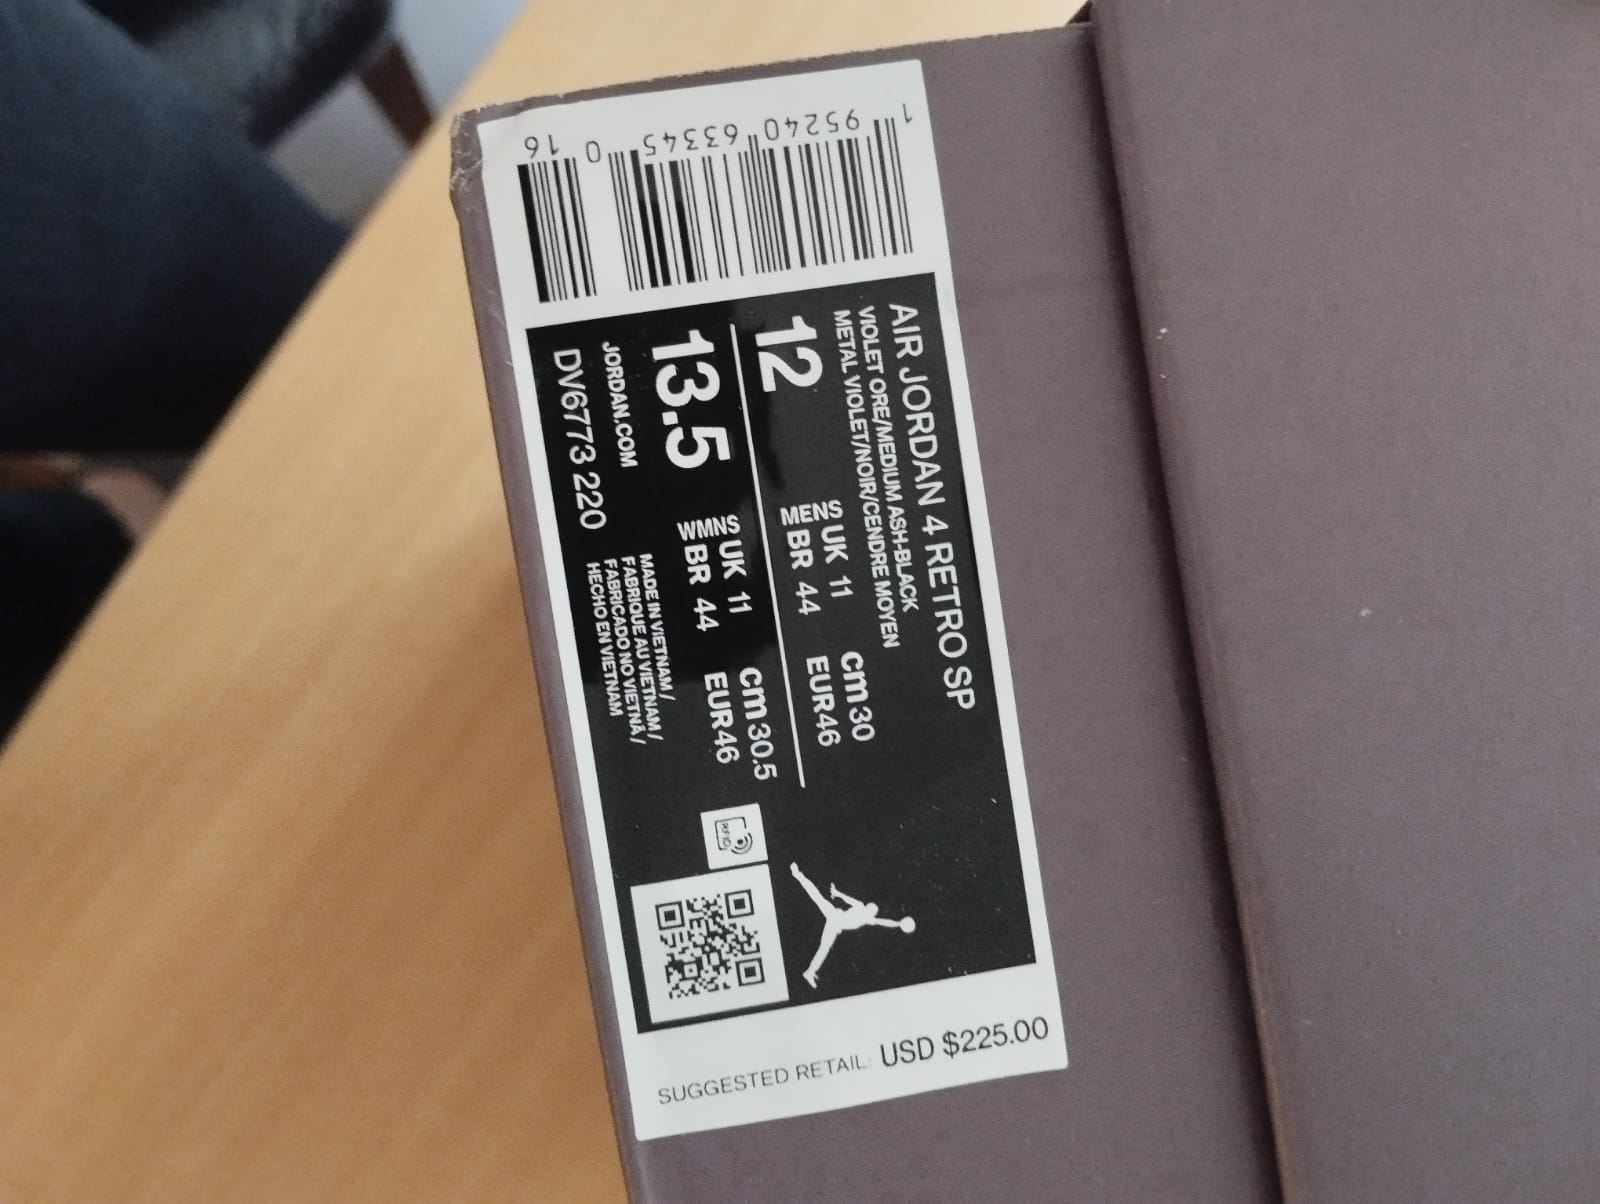 AIR JORDAN 4 RETRO SP
VIOLET ORE/MEDIUM ASH-BLACK
METAL VIOLET/NOIR/CENDRE MOYEN
12
MENS UK 11 cm 30
BR 44 EUR 46
13.5
WMNS UK 11 cm 30.5
BR 44 EUR 46
JORDAN.COM
DV6773 220
MADE IN VIETNAM /
FABRIQUE AU VIETNAM /
FABRICADO NO VIETNÃ /
HECHO EN VIETNAM
RFID
1 95240 63345 0 16
SUGGESTED RETAIL: USD $225.00